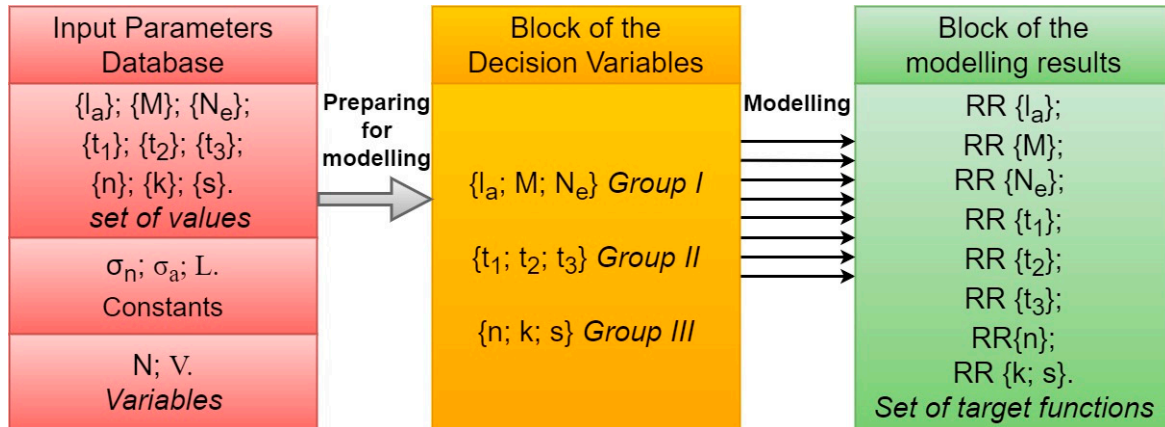 Input Parameters
Database
{lₐ}; {M}; {Nₑ};
{t₁}; {t₂}; {t₃};
{n}; {k}; {s}.
set of values
σₙ; σₐ; L.
Constants
N; V.
Variables
Preparing
for
modelling
Block of the
Decision Variables
{lₐ; M; Nₑ} Group I
{t₁; t₂; t₃} Group II
{n; k; s} Group III
Modelling
Block of the
modelling results
RR {lₐ};
RR {M};
RR {Nₑ};
RR {t₁};
RR {t₂};
RR {t₃};
RR{n};
RR {k; s}.
Set of target functions